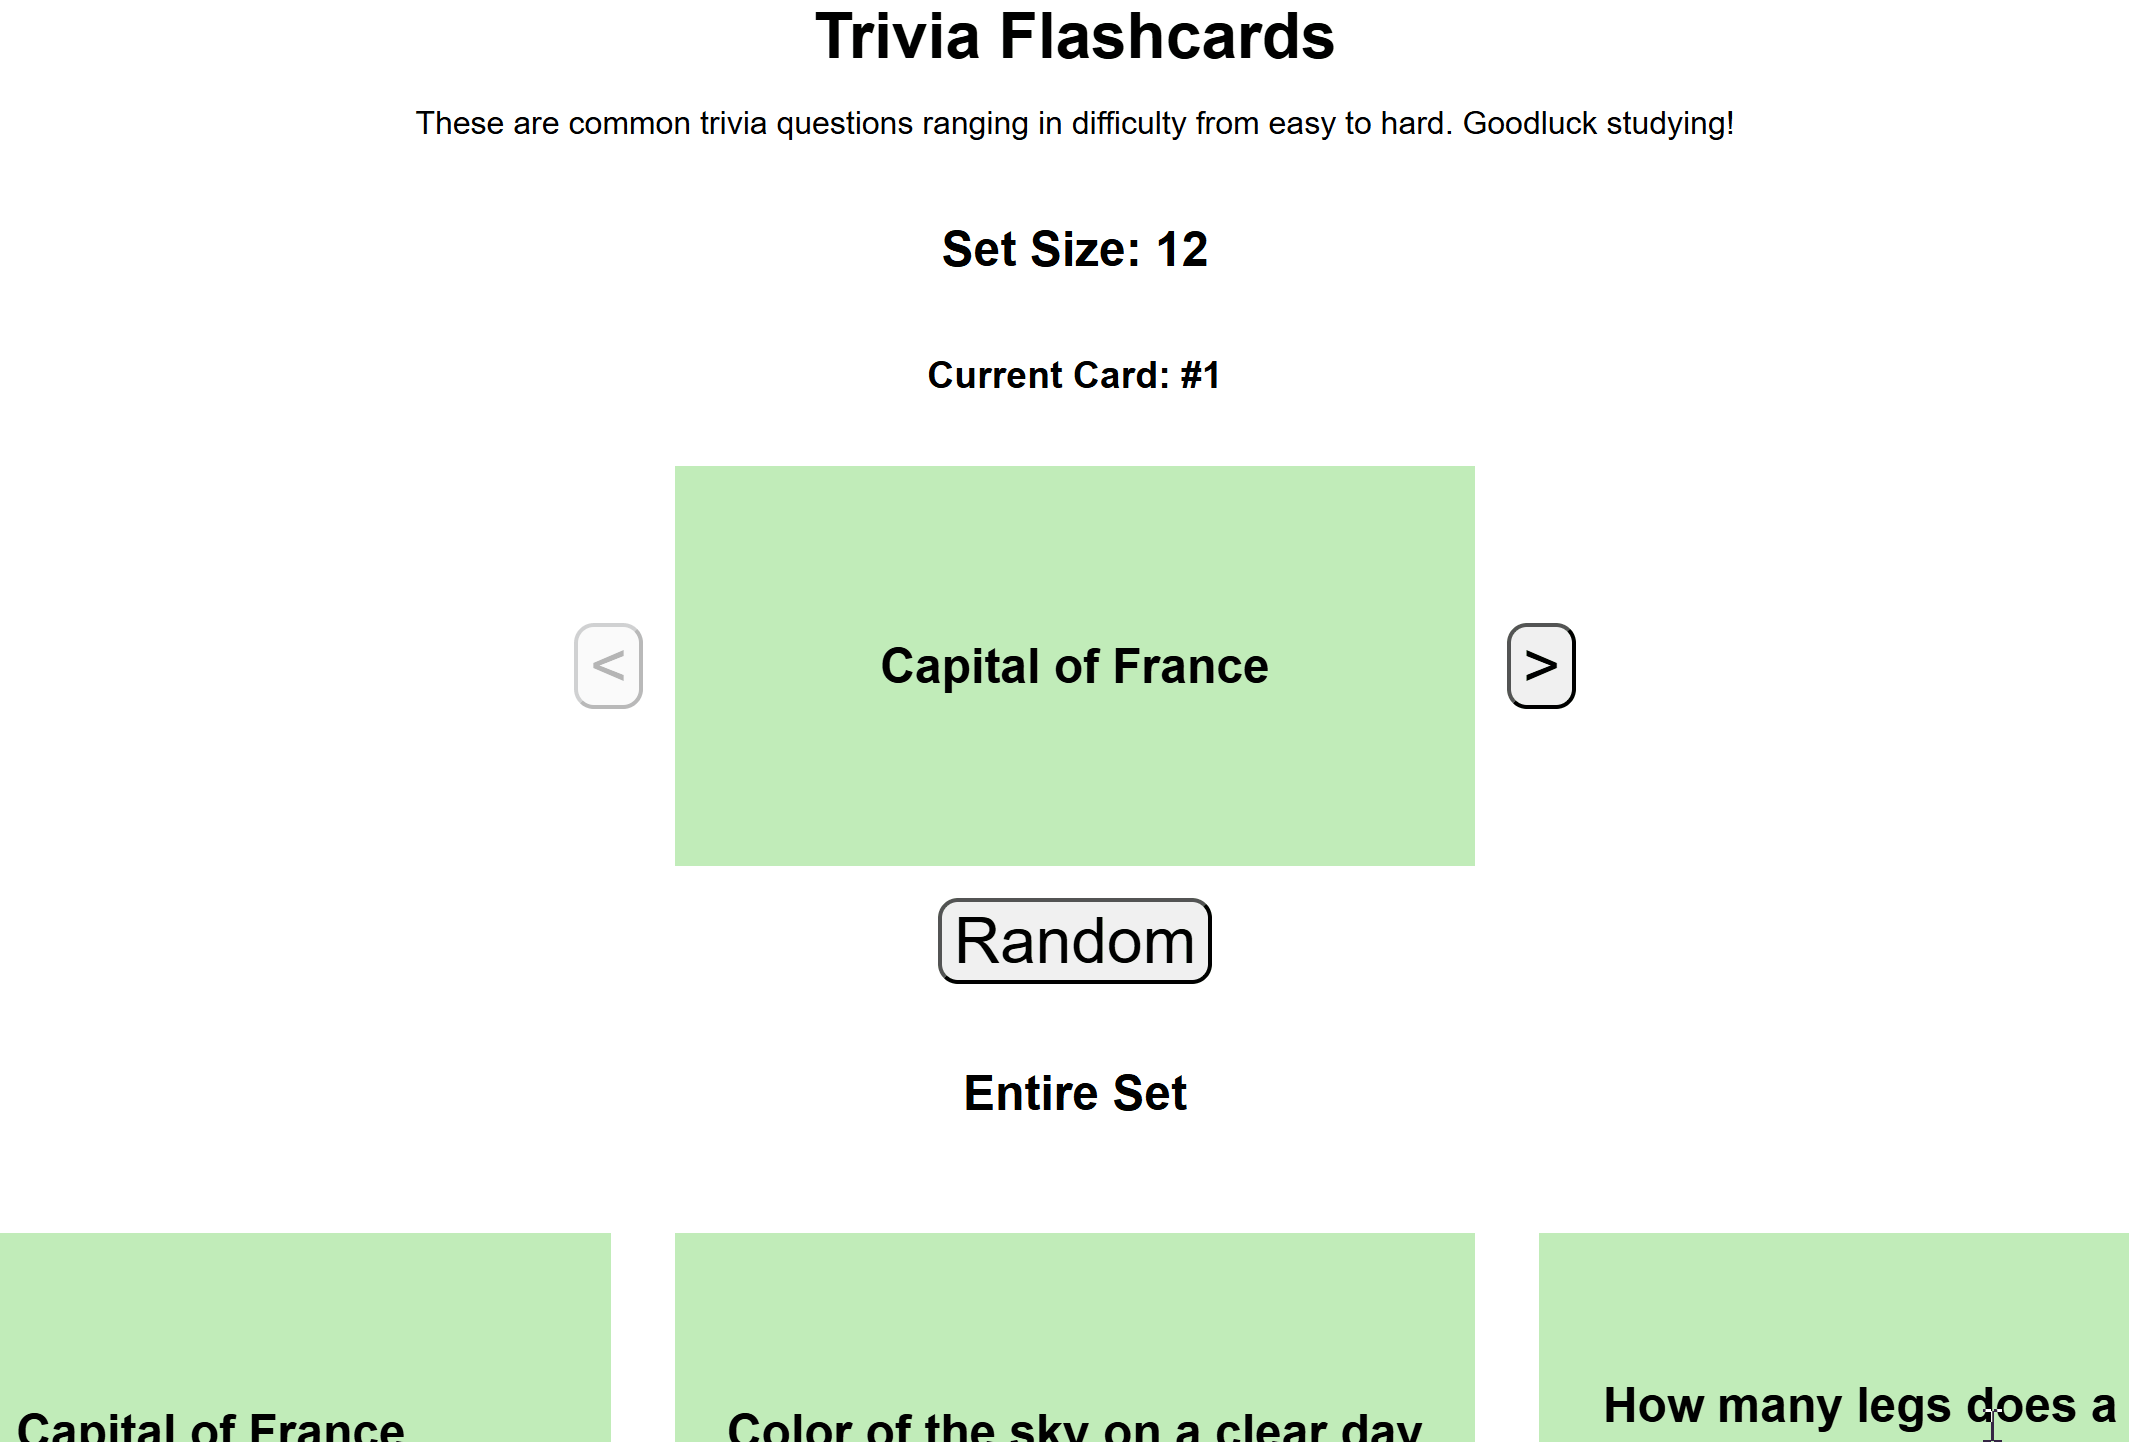 Trivia Flashcards
These are common trivia questions ranging in difficulty from easy to hard. Goodluck studying!
Set Size: 12
Current Card: #1
<
Capital of France
>
Random
Entire Set
Capital of France
Color of the sky on a clear day
How many legs does a